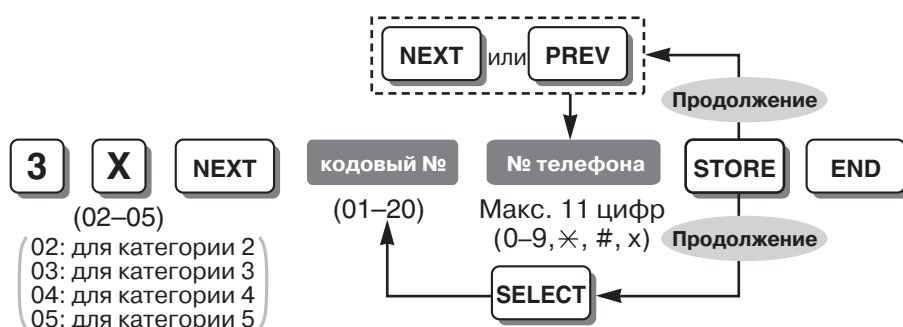 NEXT или PREV
Продолжение
3 X NEXT кодовый № № телефона STORE END
(02–05) (01–20) Макс. 11 цифр
(0–9, ✳, #, x) Продолжение
02: для категории 2
03: для категории 3
04: для категории 4
05: для категории 5
SELECT